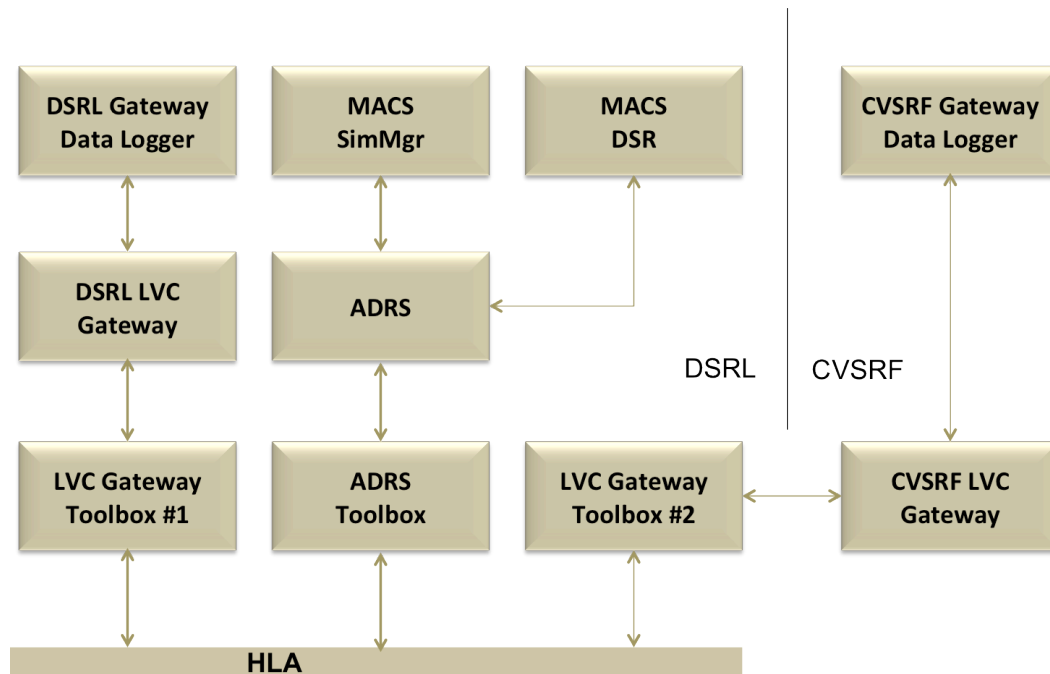 DSRL Gateway
Data Logger
MACS
SimMgr
MACS
DSR
CVSRF Gateway
Data Logger
DSRL LVC
Gateway
ADRS
DSRL
CVSRF
LVC Gateway
Toolbox #1
ADRS
Toolbox
LVC Gateway
Toolbox #2
CVSRF LVC
Gateway
HLA